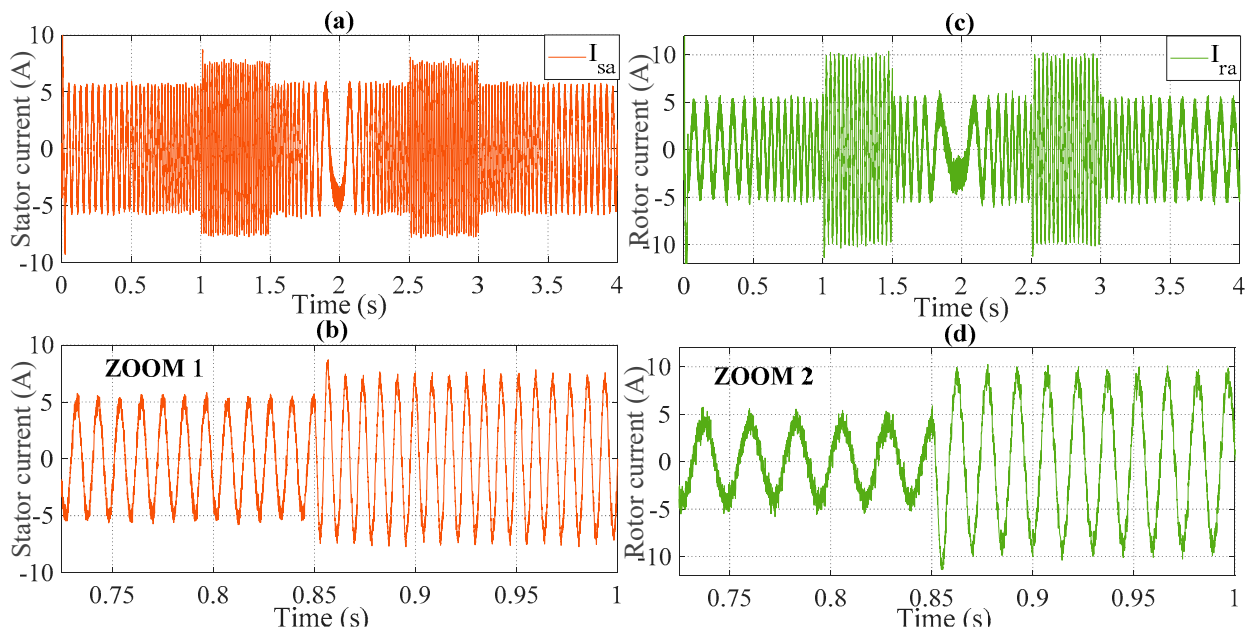 (a)
Stator current (A)
10
5
0
-5
-10
I_sa
0 0.5 1 1.5 2 2.5 3 3.5 4
Time (s)
(c)
Rotor current (A)
10
5
0
-5
-10
I_ra
0 0.5 1 1.5 2 2.5 3 3.5 4
Time (s)
(b)
Stator current (A)
10
5
0
-5
-10
ZOOM 1
0.75 0.8 0.85 0.9 0.95 1
Time (s)
(d)
Rotor current (A)
10
5
0
-5
-10
ZOOM 2
0.75 0.8 0.85 0.9 0.95 1
Time (s)